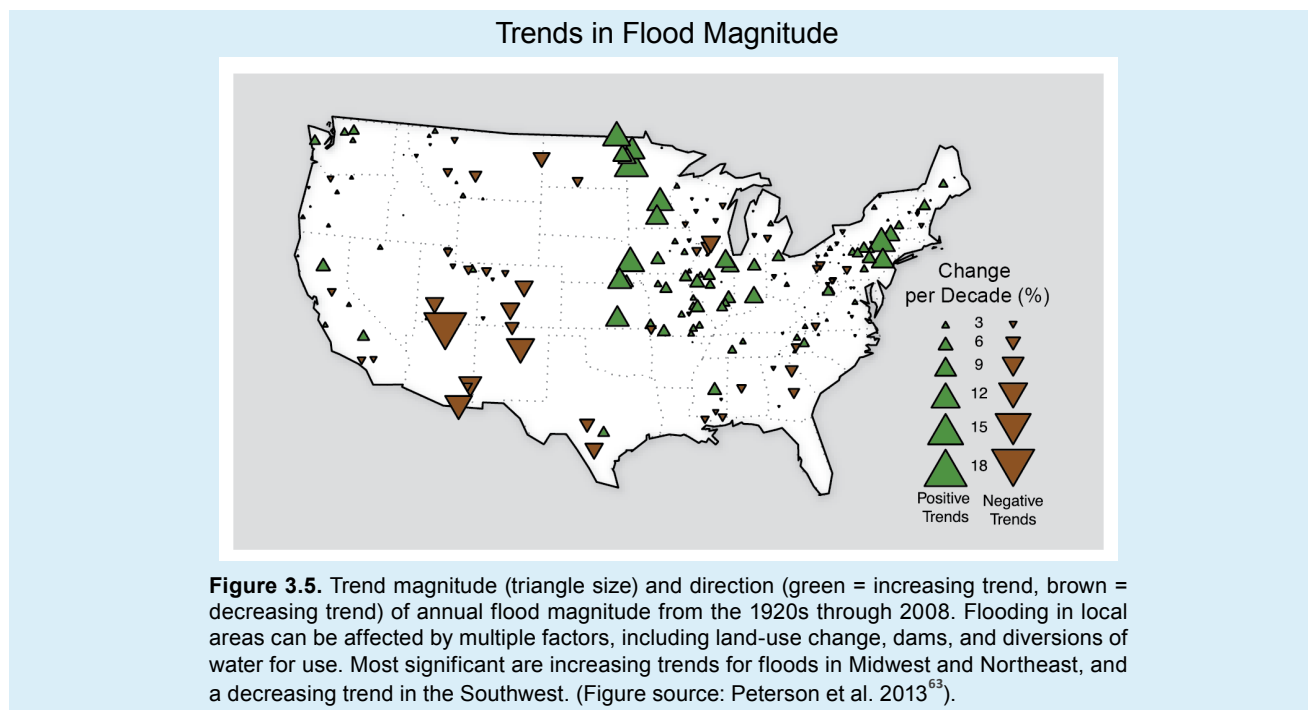 Trends in Flood Magnitude
Change
per Decade (%)
3
6
9
12
15
18
Positive
Trends
Negative
Trends
Figure 3.5. Trend magnitude (triangle size) and direction (green = increasing trend, brown =
decreasing trend) of annual flood magnitude from the 1920s through 2008. Flooding in local
areas can be affected by multiple factors, including land-use change, dams, and diversions of
water for use. Most significant are increasing trends for floods in Midwest and Northeast, and
a decreasing trend in the Southwest. (Figure source: Peterson et al. 2013⁶³).